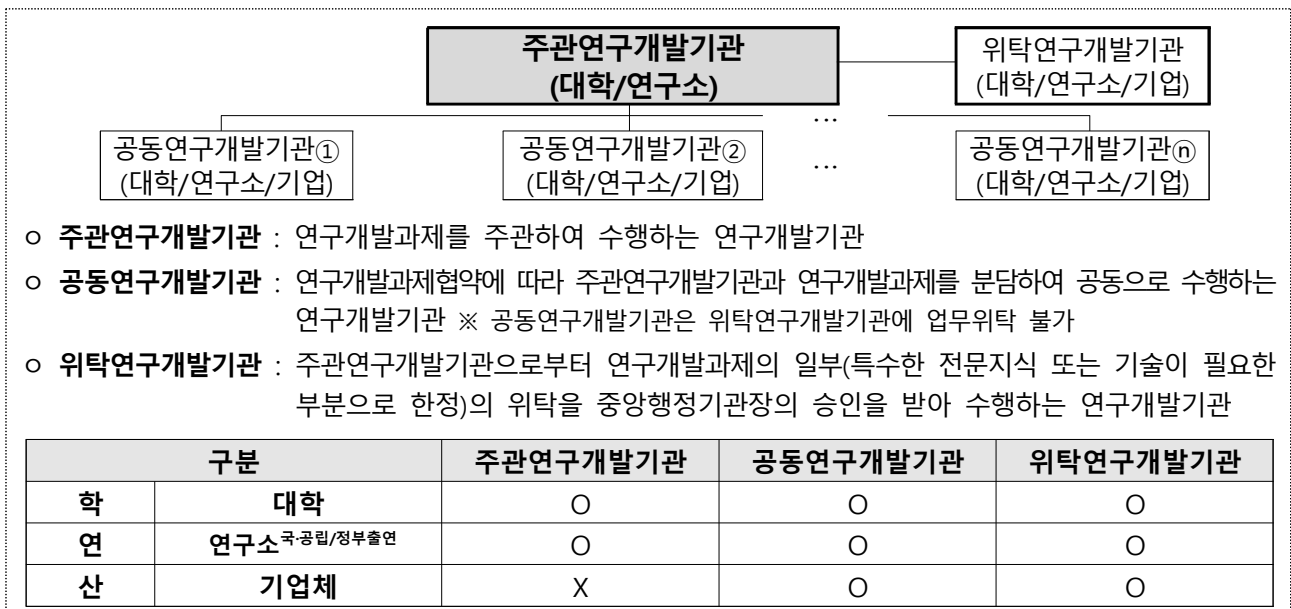 주관연구개발기관
(대학/연구소)
위탁연구개발기관
(대학/연구소/기업)
...
공동연구개발기관①
(대학/연구소/기업)
공동연구개발기관②
(대학/연구소/기업)
...
공동연구개발기관ⓝ
(대학/연구소/기업)
ㅇ 주관연구개발기관 : 연구개발과제를 주관하여 수행하는 연구개발기관
ㅇ 공동연구개발기관 : 연구개발과제협약에 따라 주관연구개발기관과 연구개발과제를 분담하여 공동으로 수행하는
연구개발기관 ※ 공동연구개발기관은 위탁연구개발기관에 업무위탁 불가
ㅇ 위탁연구개발기관 : 주관연구개발기관으로부터 연구개발과제의 일부(특수한 전문지식 또는 기술이 필요한
부분으로 한정)의 위탁을 중앙행정기관장의 승인을 받아 수행하는 연구개발기관
구분 주관연구개발기관 공동연구개발기관 위탁연구개발기관
학 대학 O O O
연 연구소국·공립/정부출연 O O O
산 기업체 X O O